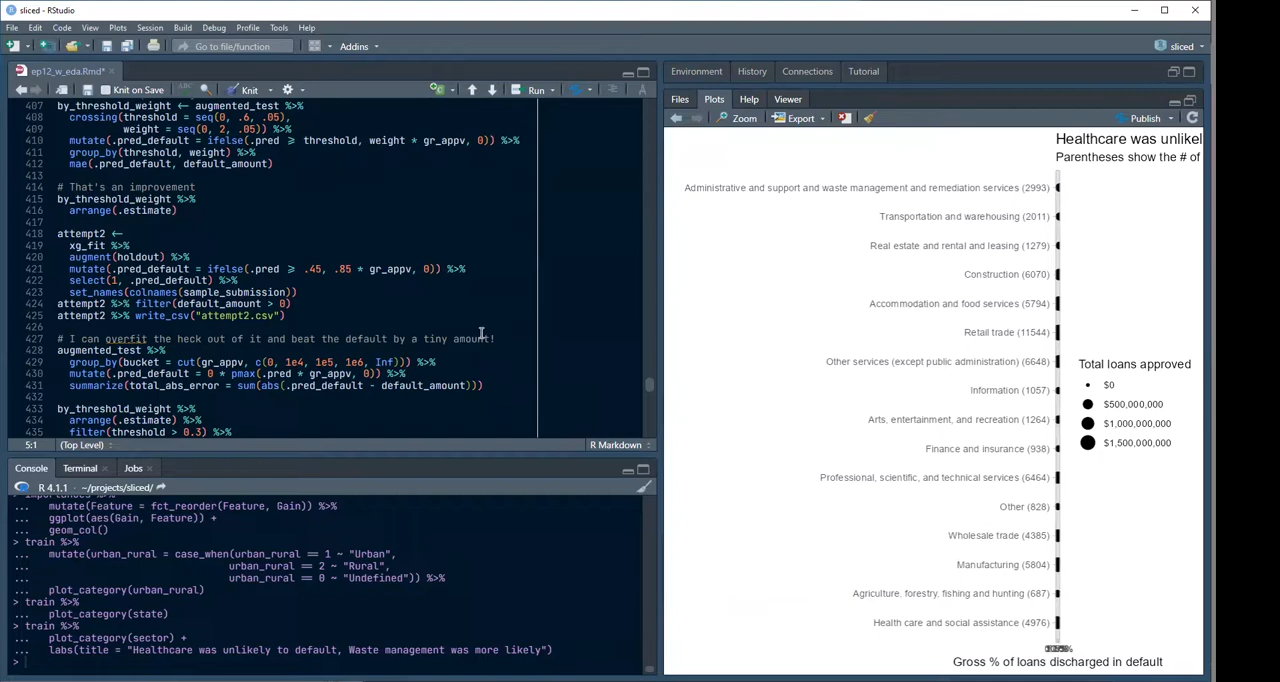 sliced - RStudio
File Edit Code View Plots Session Build Debug Profile Tools Help
Go to file/function Addins sliced
ep12_w_eda.Rmd*
Knit on Save ABC Knit Run
407 by_threshold_weight ← augmented_test %>%
408 crossing(threshold = seq(0, .6, .05),
409 weight = seq(0, 2, .05)) %>%
410 mutate(.pred_default = ifelse(.pred ≥ threshold, weight * gr_appv, 0)) %>%
411 group_by(threshold, weight) %>%
412 mae(.pred_default, default_amount)
413
414 # That's an improvement
415 by_threshold_weight %>%
416 arrange(.estimate)
417
418 attempt2 ←
419 xg_fit %>%
420 augment(holdout) %>%
421 mutate(.pred_default = ifelse(.pred ≥ .45, .85 * gr_appv, 0)) %>%
422 select(1, .pred_default) %>%
423 set_names(colnames(sample_submission))
424 attempt2 %>% filter(default_amount > 0)
425 attempt2 %>% write_csv("attempt2.csv")
426
427 # I can overfit the heck out of it and beat the default by a tiny amount!
428 augmented_test %>%
429 group_by(bucket = cut(gr_appv, c(0, 1e4, 1e5, 1e6, Inf))) %>%
430 mutate(.pred_default = 0 * pmax(.pred * gr_appv, 0)) %>%
431 summarize(total_abs_error = sum(abs(.pred_default - default_amount)))
432
433 by_threshold_weight %>%
434 arrange(.estimate) %>%
435 filter(threshold > 0.3) %>%
5:1 (Top Level) R Markdown
Console Terminal Jobs
R 4.1.1 · ~/projects/sliced/
> importances %>%
... mutate(Feature = fct_reorder(Feature, Gain)) %>%
... ggplot(aes(Gain, Feature)) +
... geom_col()
> train %>%
... mutate(urban_rural = case_when(urban_rural == 1 ~ "Urban",
... urban_rural == 2 ~ "Rural",
... urban_rural == 0 ~ "Undefined")) %>%
... plot_category(urban_rural)
> train %>%
... plot_category(state)
> train %>%
... plot_category(sector) +
... labs(title = "Healthcare was unlikely to default, Waste management was more likely")
>
Environment History Connections Tutorial
Files Plots Help Viewer
Zoom Export Publish
Healthcare was unlikel
Parentheses show the # of
Administrative and support and waste management and remediation services (2993)
Transportation and warehousing (2011)
Real estate and rental and leasing (1279)
Construction (6070)
Accommodation and food services (5794)
Retail trade (11544)
Other services (except public administration) (6648)
Information (1057)
Arts, entertainment, and recreation (1264)
Finance and insurance (938)
Professional, scientific, and technical services (6464)
Other (828)
Wholesale trade (4385)
Manufacturing (5804)
Agriculture, forestry, fishing and hunting (687)
Health care and social assistance (4976)
Gross % of loans discharged in default
Total loans approved
$0
$500,000,000
$1,000,000,000
$1,500,000,000